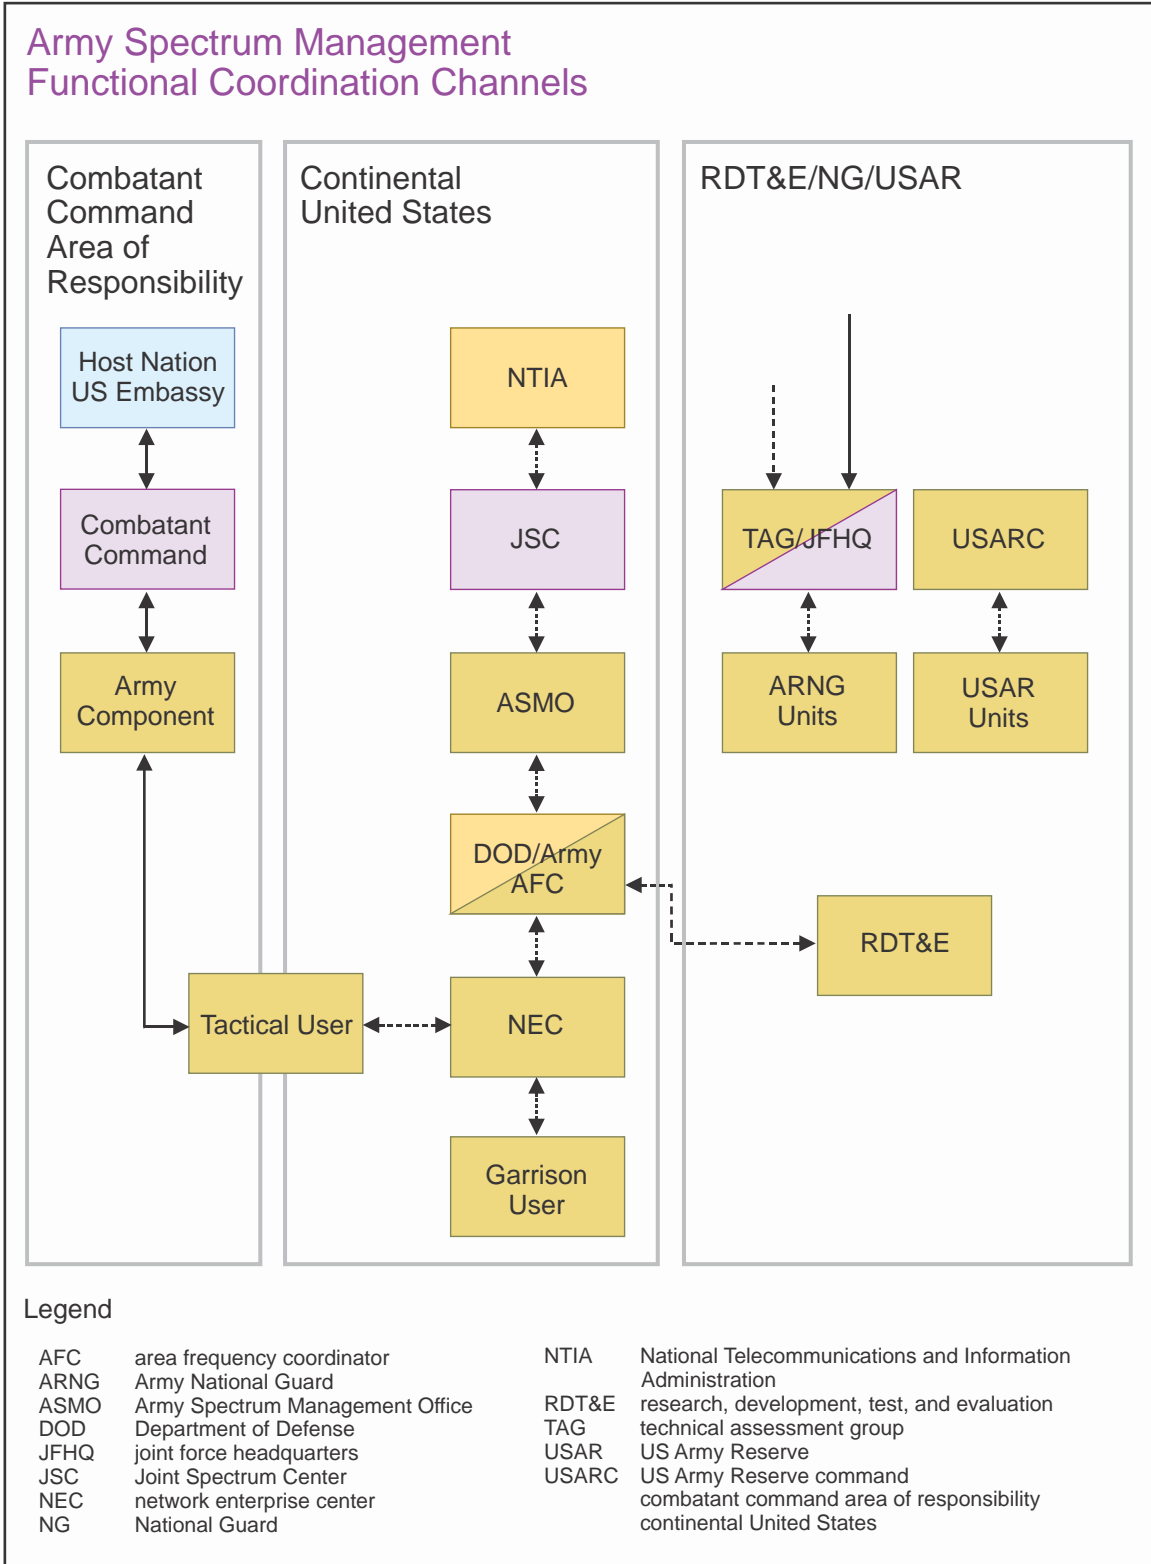 Army Spectrum Management
Functional Coordination Channels
Combatant
Command
Area of
Responsibility
Host Nation
US Embassy
Combatant
Command
Army
Component
Tactical User
Continental
United States
NTIA
JSC
ASMO
DOD/Army
AFC
NEC
Garrison
User
RDT&E/NG/USAR
TAG/JFHQ
USARC
ARNG
Units
USAR
Units
RDT&E
Legend
AFC area frequency coordinator
ARNG Army National Guard
ASMO Army Spectrum Management Office
DOD Department of Defense
JFHQ joint force headquarters
JSC Joint Spectrum Center
NEC network enterprise center
NG National Guard
NTIA National Telecommunications and Information
Administration
RDT&E research, development, test, and evaluation
TAG technical assessment group
USAR US Army Reserve
USARC US Army Reserve command
combatant command area of responsibility
continental United States